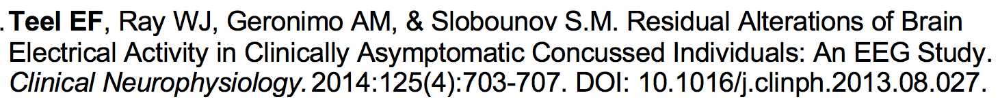 . Teel EF, Ray WJ, Geronimo AM, & Slobounov S.M. Residual Alterations of Brain
Electrical Activity in Clinically Asymptomatic Concussed Individuals: An EEG Study.
Clinical Neurophysiology. 2014:125(4):703-707. DOI: 10.1016/j.clinph.2013.08.027.